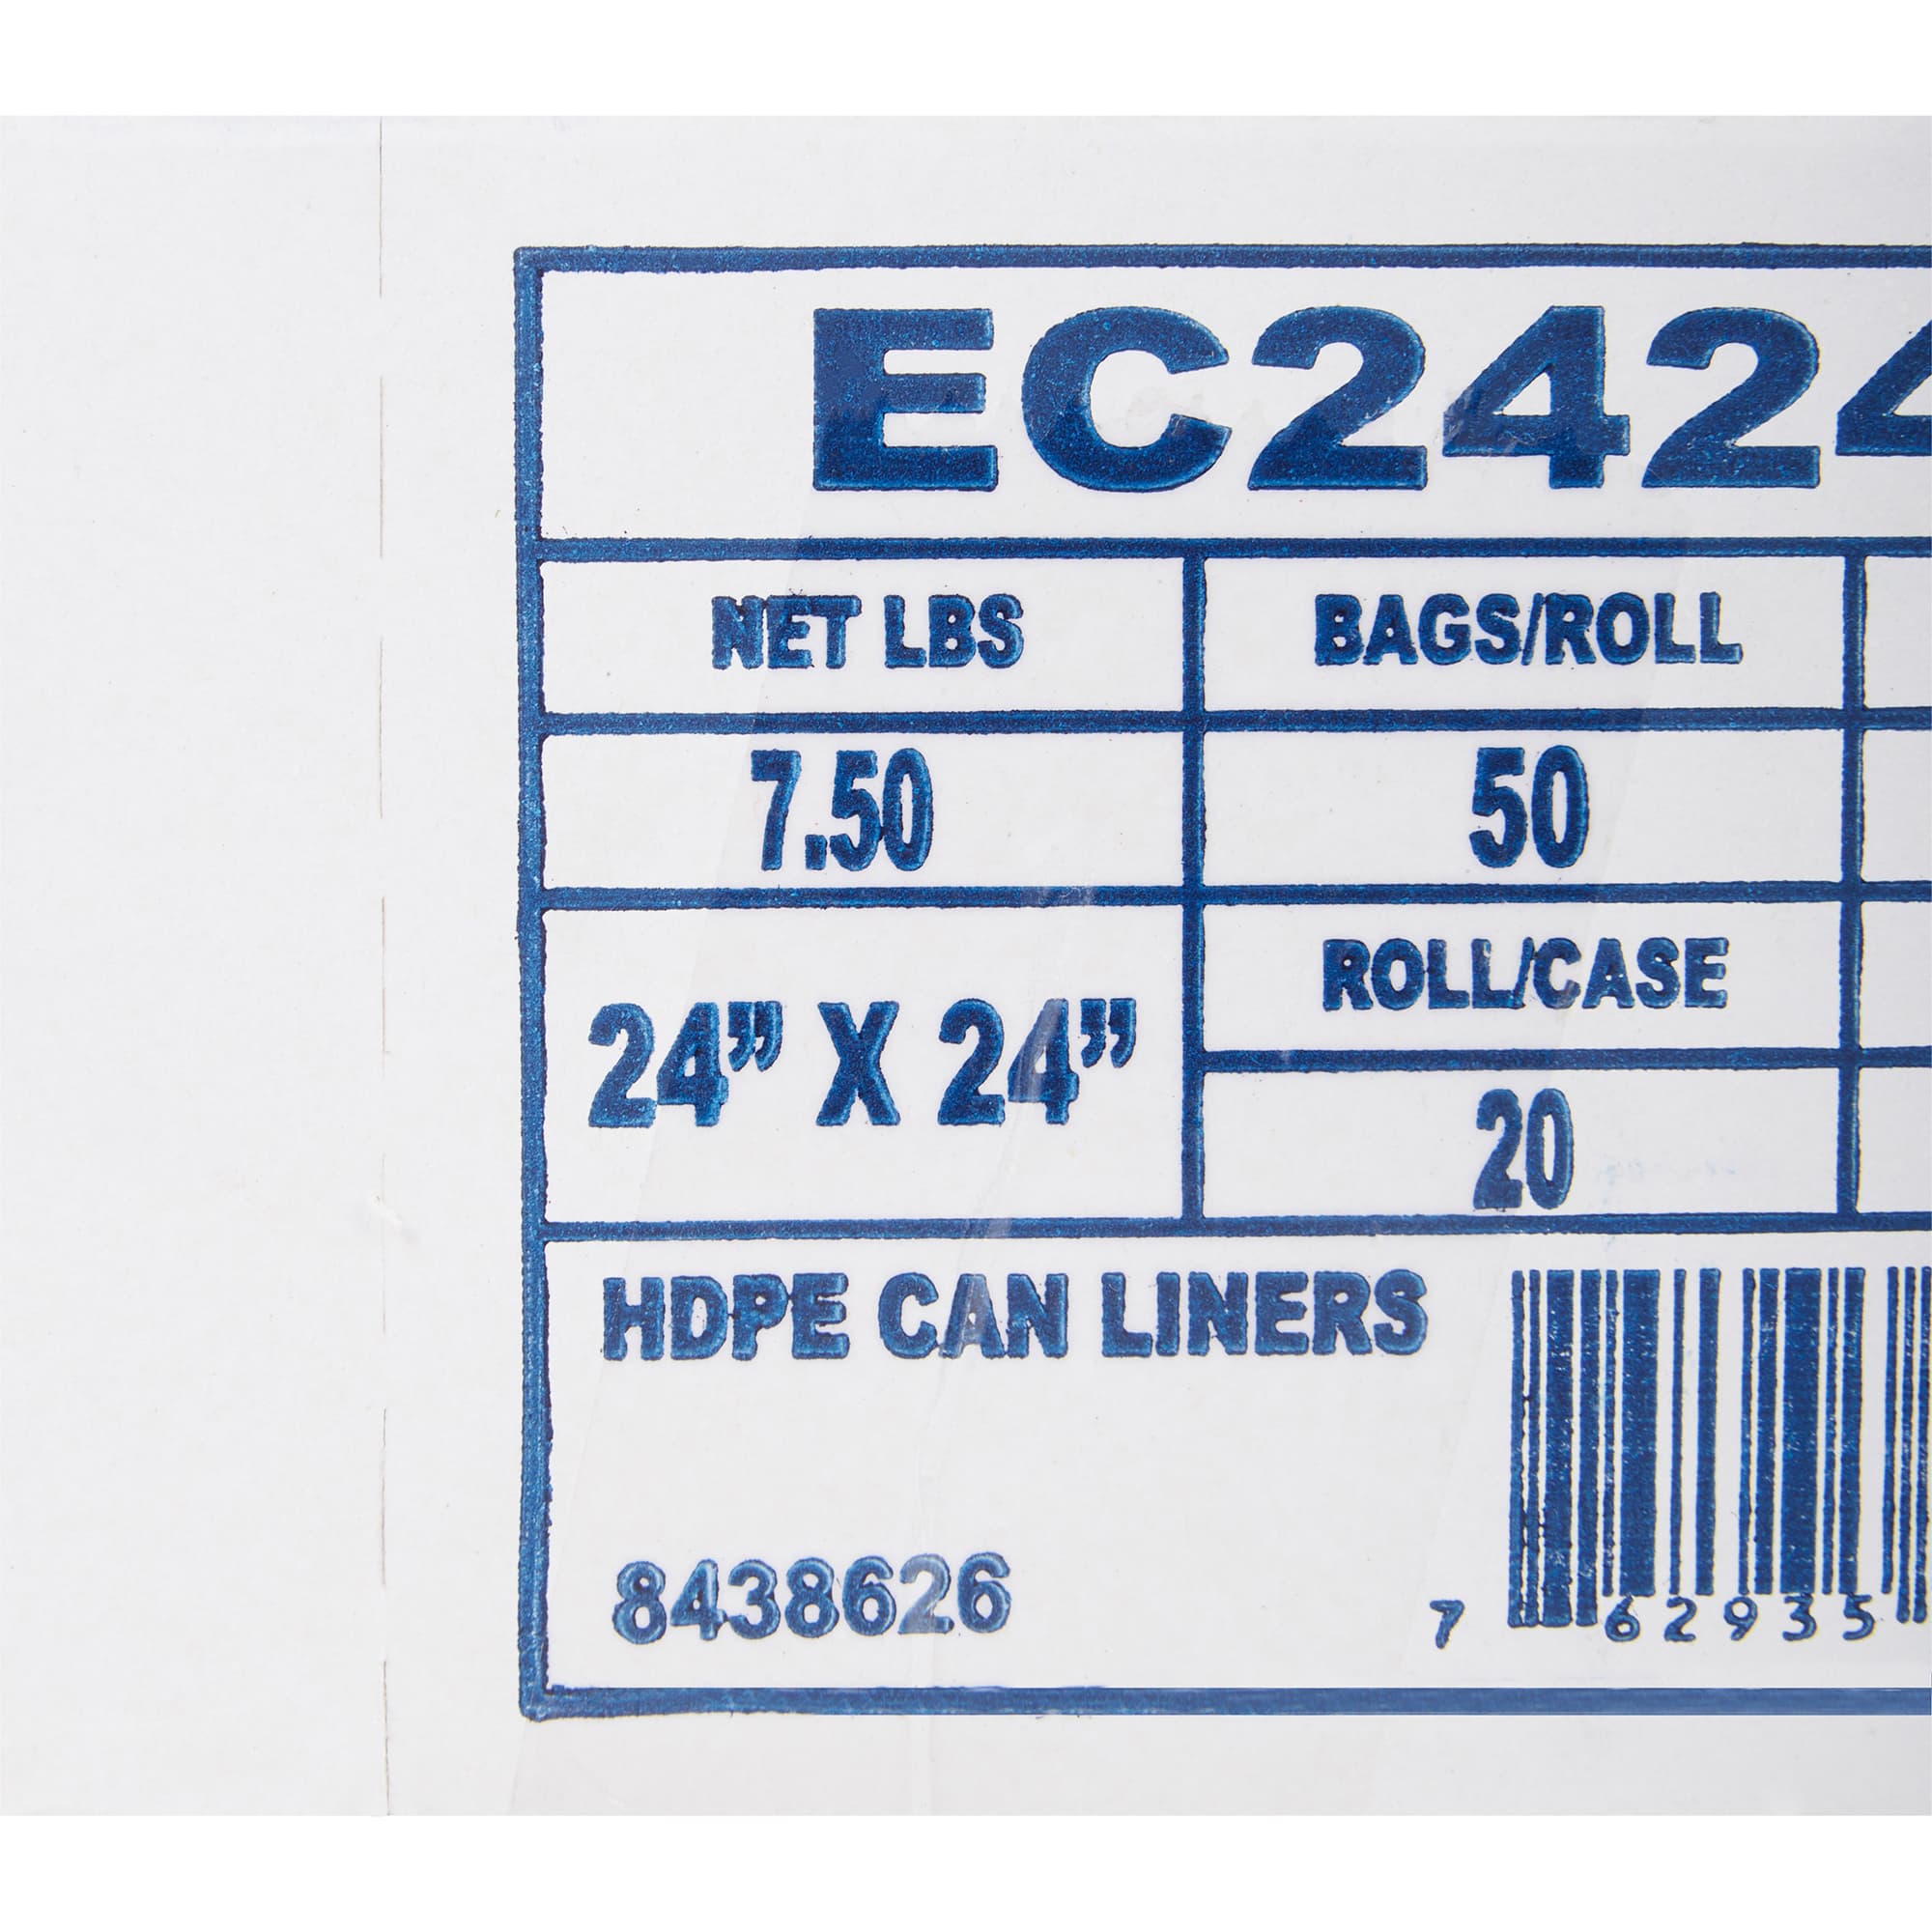 EC2424
NET LBS
BAGS/ROLL
7.50
50
24” X 24”
ROLL/CASE
20
HDPE CAN LINERS
8438626
7 62935